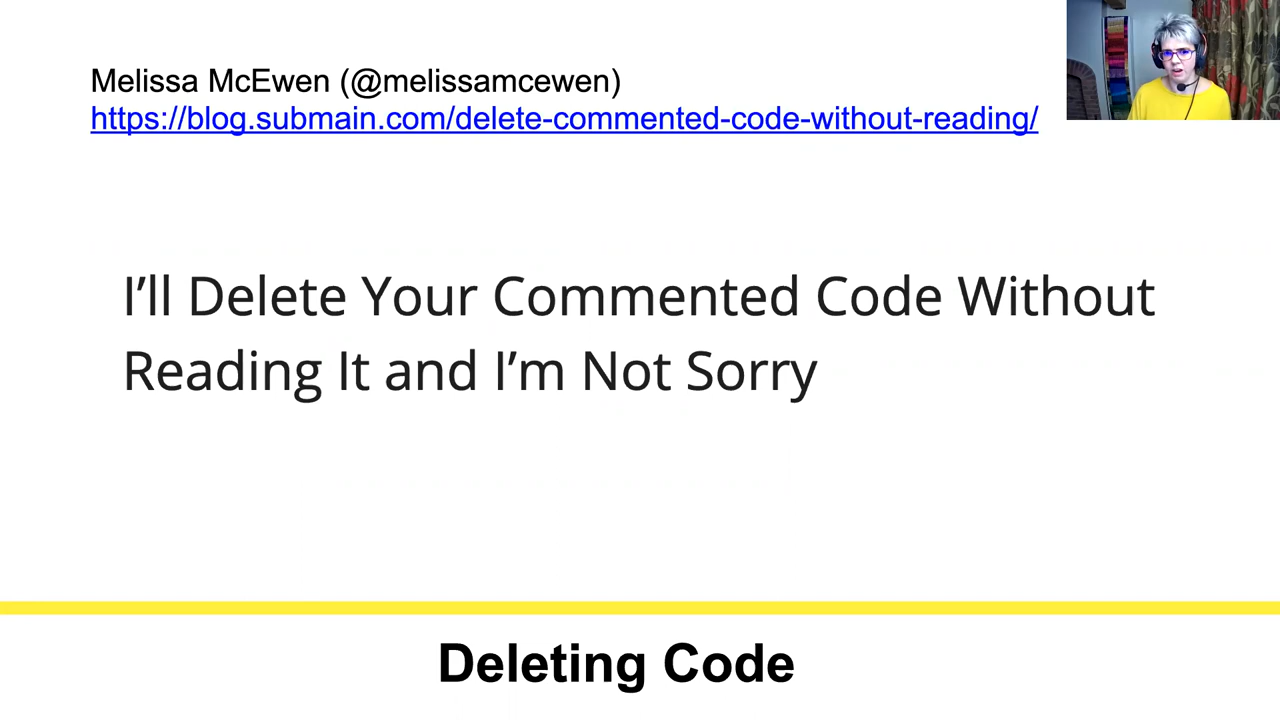 Melissa McEwen (@melissamcewen)
https://blog.submain.com/delete-commented-code-without-reading/
I’ll Delete Your Commented Code Without
Reading It and I’m Not Sorry
Deleting Code